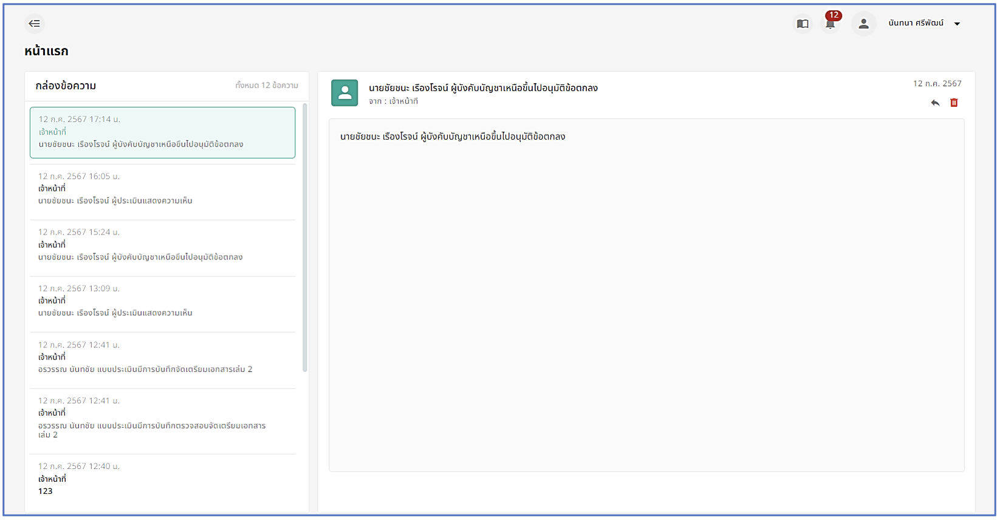 12
นันทนา ศรีพัฒน์
หน้าแรก
กล่องข้อความ
ทั้งหมด 12 ข้อความ
12 ก.ค. 2567 17:14 น.
เจ้าหน้าที่
นายชัยชนะ เรืองโรจน์ ผู้บังคับบัญชาเหนือขึ้นไปอนุมัติข้อตกลง
12 ก.ค. 2567 16:05 น.
เจ้าหน้าที่
นายชัยชนะ เรืองโรจน์ ผู้ประเมินแสดงความเห็น
12 ก.ค. 2567 15:24 น.
เจ้าหน้าที่
นายชัยชนะ เรืองโรจน์ ผู้บังคับบัญชาเหนือขึ้นไปอนุมัติข้อตกลง
12 ก.ค. 2567 13:09 น.
เจ้าหน้าที่
นายชัยชนะ เรืองโรจน์ ผู้ประเมินแสดงความเห็น
12 ก.ค. 2567 12:41 น.
เจ้าหน้าที่
อรวรรณ นันทชัย แบบประเมินมีการบันทึกจัดเตรียมเอกสารเล่ม 2
12 ก.ค. 2567 12:41 น.
เจ้าหน้าที่
อรวรรณ นันทชัย แบบประเมินมีการบันทึกตรวจสอบจัดเตรียมเอกสาร
เล่ม 2
12 ก.ค. 2567 12:40 น.
เจ้าหน้าที่
123
นายชัยชนะ เรืองโรจน์ ผู้บังคับบัญชาเหนือขึ้นไปอนุมัติข้อตกลง
12 ก.ค. 2567
จาก : เจ้าหน้าที่
นายชัยชนะ เรืองโรจน์ ผู้บังคับบัญชาเหนือขึ้นไปอนุมัติข้อตกลง